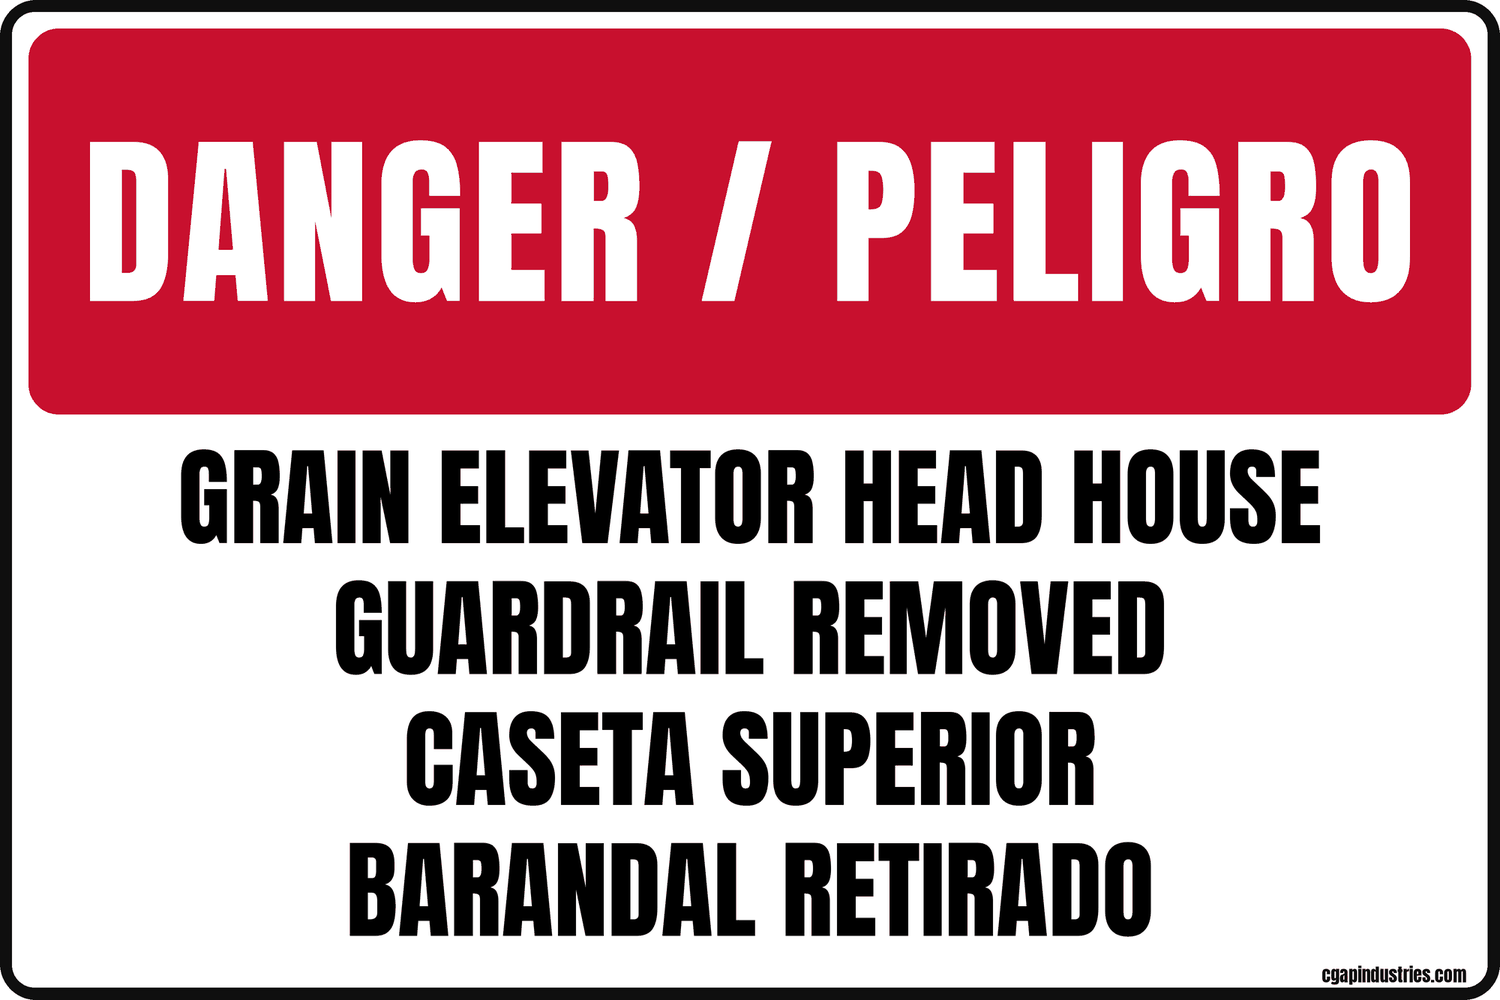 DANGER / PELIGRO
GRAIN ELEVATOR HEAD HOUSE
GUARDRAIL REMOVED
CASETA SUPERIOR
BARANDAL RETIRADO
cgapindustries.com